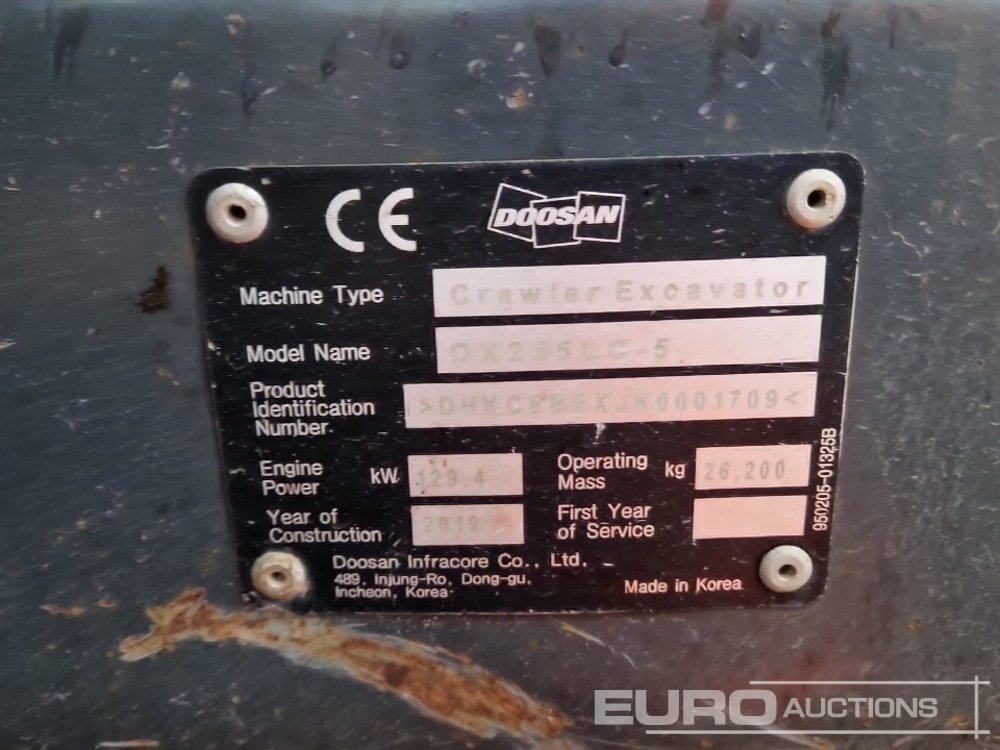 CE DOOSAN
Machine Type Crawler Excavator
Model Name DX255LC-5
Product
Identification
Number
Engine
Power kW 129.4
Operating
Mass kg 26,200
Year of
Construction 2019
First Year
of Service
Doosan Infracore Co., Ltd.
489, Injung-Ro, Dong-gu,
Incheon, Korea
Made in Korea
950205-01325B
EURO AUCTIONS